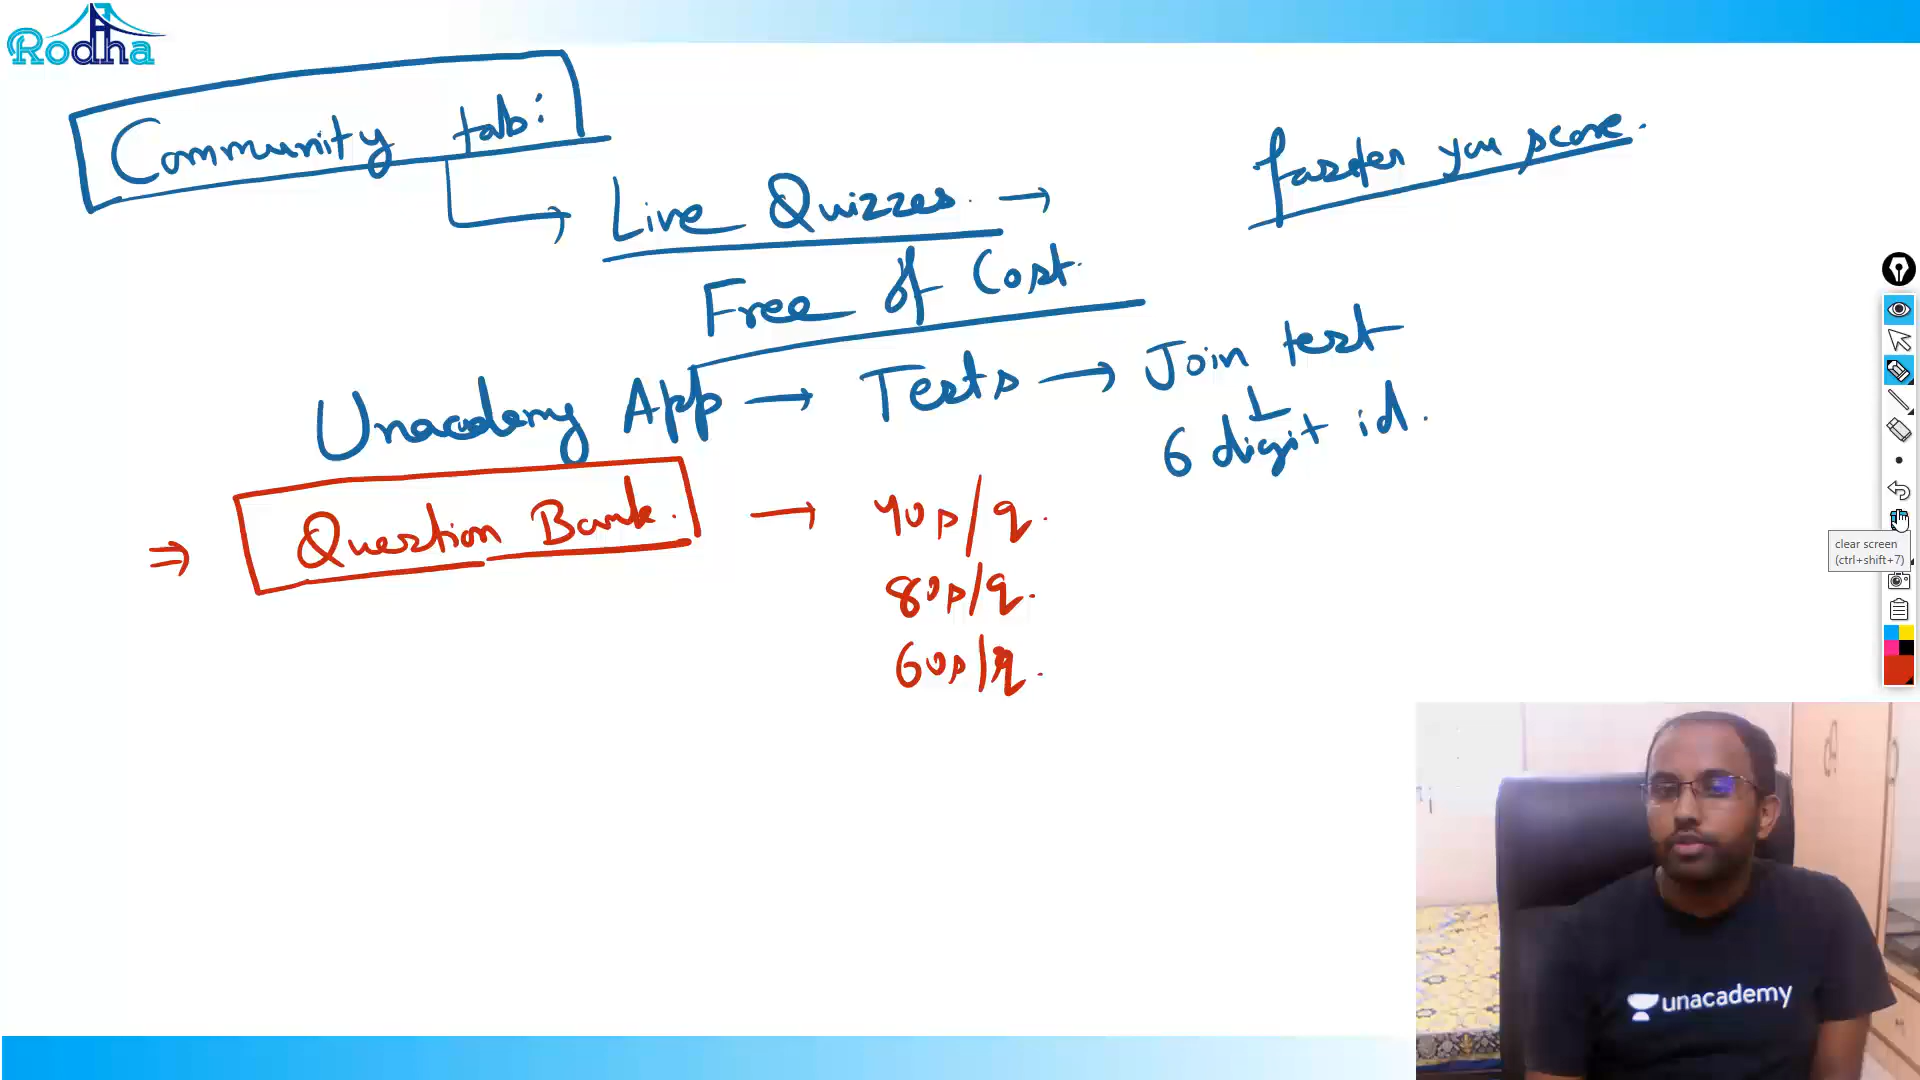 Rodha
Community tab:
faster you score.
Live Quizzes. →
Free of Cost.
Unacademy App → Tests → Join test
6 digit id.
⇒ Question Bank. → 40p/q.
80p/q.
60p/q.
clear screen
(ctrl+shift+7)
unacademy